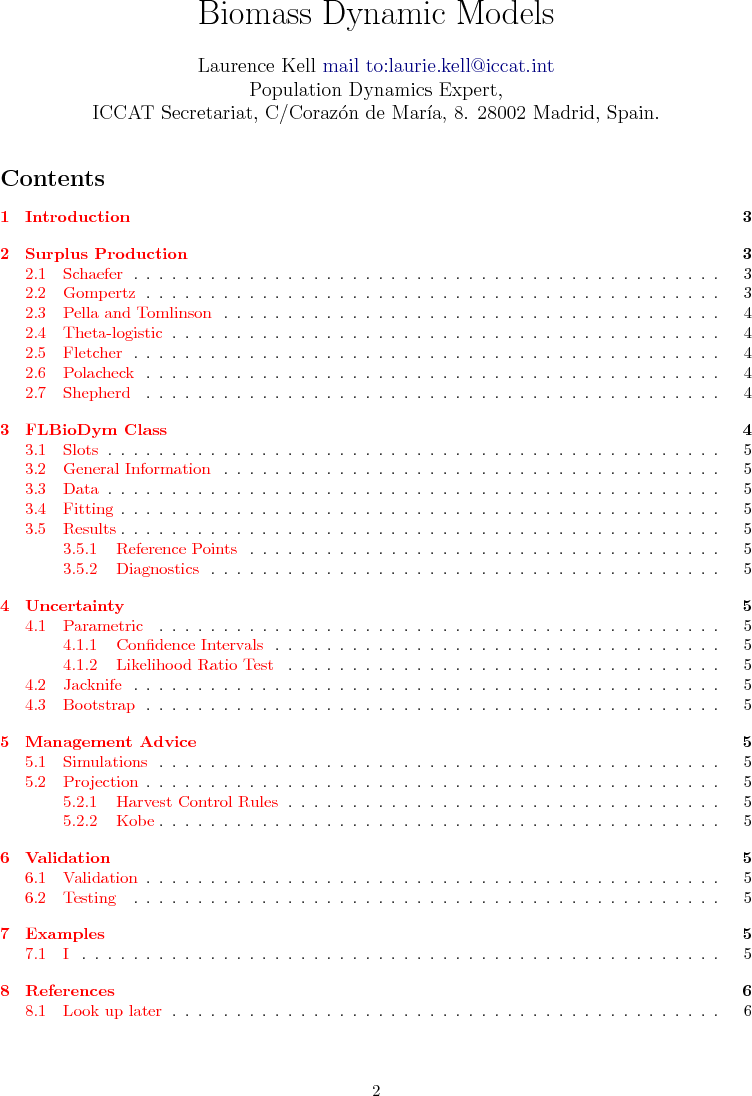 Biomass Dynamic Models
Laurence Kell mail to:laurie.kell@iccat.int
Population Dynamics Expert,
ICCAT Secretariat, C/Corazón de María, 8. 28002 Madrid, Spain.
Contents
1 Introduction 3
2 Surplus Production 3
2.1 Schaefer . . . . . . . . . . . . . . . . . . . . . . . . . . . . . . . . . . . . . . . . . . . . . . 3
2.2 Gompertz . . . . . . . . . . . . . . . . . . . . . . . . . . . . . . . . . . . . . . . . . . . . . 3
2.3 Pella and Tomlinson . . . . . . . . . . . . . . . . . . . . . . . . . . . . . . . . . . . . . . . 4
2.4 Theta-logistic . . . . . . . . . . . . . . . . . . . . . . . . . . . . . . . . . . . . . . . . . . . 4
2.5 Fletcher . . . . . . . . . . . . . . . . . . . . . . . . . . . . . . . . . . . . . . . . . . . . . . 4
2.6 Polacheck . . . . . . . . . . . . . . . . . . . . . . . . . . . . . . . . . . . . . . . . . . . . . 4
2.7 Shepherd . . . . . . . . . . . . . . . . . . . . . . . . . . . . . . . . . . . . . . . . . . . . . 4
3 FLBioDym Class 4
3.1 Slots . . . . . . . . . . . . . . . . . . . . . . . . . . . . . . . . . . . . . . . . . . . . . . . . 5
3.2 General Information . . . . . . . . . . . . . . . . . . . . . . . . . . . . . . . . . . . . . . . 5
3.3 Data . . . . . . . . . . . . . . . . . . . . . . . . . . . . . . . . . . . . . . . . . . . . . . . . 5
3.4 Fitting . . . . . . . . . . . . . . . . . . . . . . . . . . . . . . . . . . . . . . . . . . . . . . . 5
3.5 Results . . . . . . . . . . . . . . . . . . . . . . . . . . . . . . . . . . . . . . . . . . . . . . . 5
3.5.1 Reference Points . . . . . . . . . . . . . . . . . . . . . . . . . . . . . . . . . . . . . 5
3.5.2 Diagnostics . . . . . . . . . . . . . . . . . . . . . . . . . . . . . . . . . . . . . . . . 5
4 Uncertainty 5
4.1 Parametric . . . . . . . . . . . . . . . . . . . . . . . . . . . . . . . . . . . . . . . . . . . . 5
4.1.1 Confidence Intervals . . . . . . . . . . . . . . . . . . . . . . . . . . . . . . . . . . . 5
4.1.2 Likelihood Ratio Test . . . . . . . . . . . . . . . . . . . . . . . . . . . . . . . . . . 5
4.2 Jacknife . . . . . . . . . . . . . . . . . . . . . . . . . . . . . . . . . . . . . . . . . . . . . . 5
4.3 Bootstrap . . . . . . . . . . . . . . . . . . . . . . . . . . . . . . . . . . . . . . . . . . . . . 5
5 Management Advice 5
5.1 Simulations . . . . . . . . . . . . . . . . . . . . . . . . . . . . . . . . . . . . . . . . . . . . 5
5.2 Projection . . . . . . . . . . . . . . . . . . . . . . . . . . . . . . . . . . . . . . . . . . . . . 5
5.2.1 Harvest Control Rules . . . . . . . . . . . . . . . . . . . . . . . . . . . . . . . . . . 5
5.2.2 Kobe . . . . . . . . . . . . . . . . . . . . . . . . . . . . . . . . . . . . . . . . . . . . 5
6 Validation 5
6.1 Validation . . . . . . . . . . . . . . . . . . . . . . . . . . . . . . . . . . . . . . . . . . . . . 5
6.2 Testing . . . . . . . . . . . . . . . . . . . . . . . . . . . . . . . . . . . . . . . . . . . . . . 5
7 Examples 5
7.1 I . . . . . . . . . . . . . . . . . . . . . . . . . . . . . . . . . . . . . . . . . . . . . . . . . . 5
8 References 6
8.1 Look up later . . . . . . . . . . . . . . . . . . . . . . . . . . . . . . . . . . . . . . . . . . . 6
2